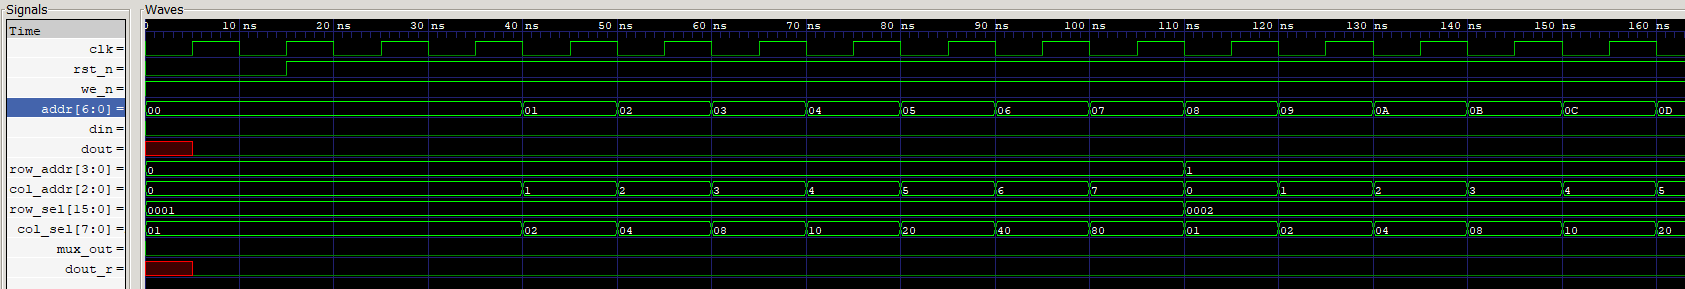 Signals
Waves
Time
0 10 ns 20 ns 30 ns 40 ns 50 ns 60 ns 70 ns 80 ns 90 ns 100 ns 110 ns 120 ns 130 ns 140 ns 150 ns 160 ns
clk =
rst_n =
we_n =
addr[6:0] = 00 01 02 03 04 05 06 07 08 09 0A 0B 0C 0D
din =
dout =
row_addr[3:0] = 0 1
col_addr[2:0] = 0 1 2 3 4 5 6 7 0 1 2 3 4 5
row_sel[15:0] = 0001 0002
col_sel[7:0] = 01 02 04 08 10 20 40 80 01 02 04 08 10 20
mux_out =
dout_r =